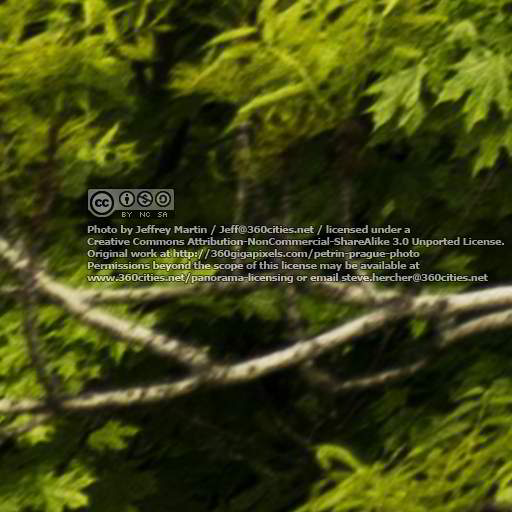 cc BY NC SA
Photo by Jeffrey Martin / Jeff@360cities.net / licensed under a
Creative Commons Attribution-NonCommercial-ShareAlike 3.0 Unported License.
Original work at http://360gigapixels.com/petrin-prague-photo
Permissions beyond the scope of this license may be available at
www.360cities.net/panorama-licensing or email steve.hercher@360cities.net